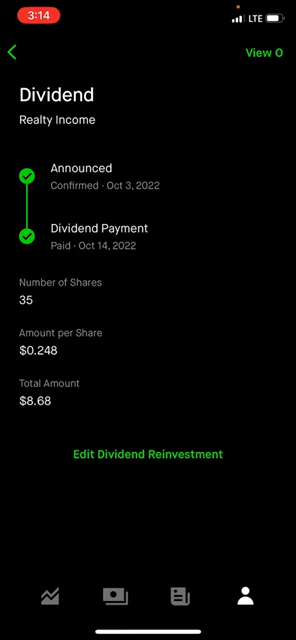 3:14
LTE
View O
Dividend
Realty Income
Announced
Confirmed · Oct 3, 2022
Dividend Payment
Paid · Oct 14, 2022
Number of Shares
35
Amount per Share
$0.248
Total Amount
$8.68
Edit Dividend Reinvestment